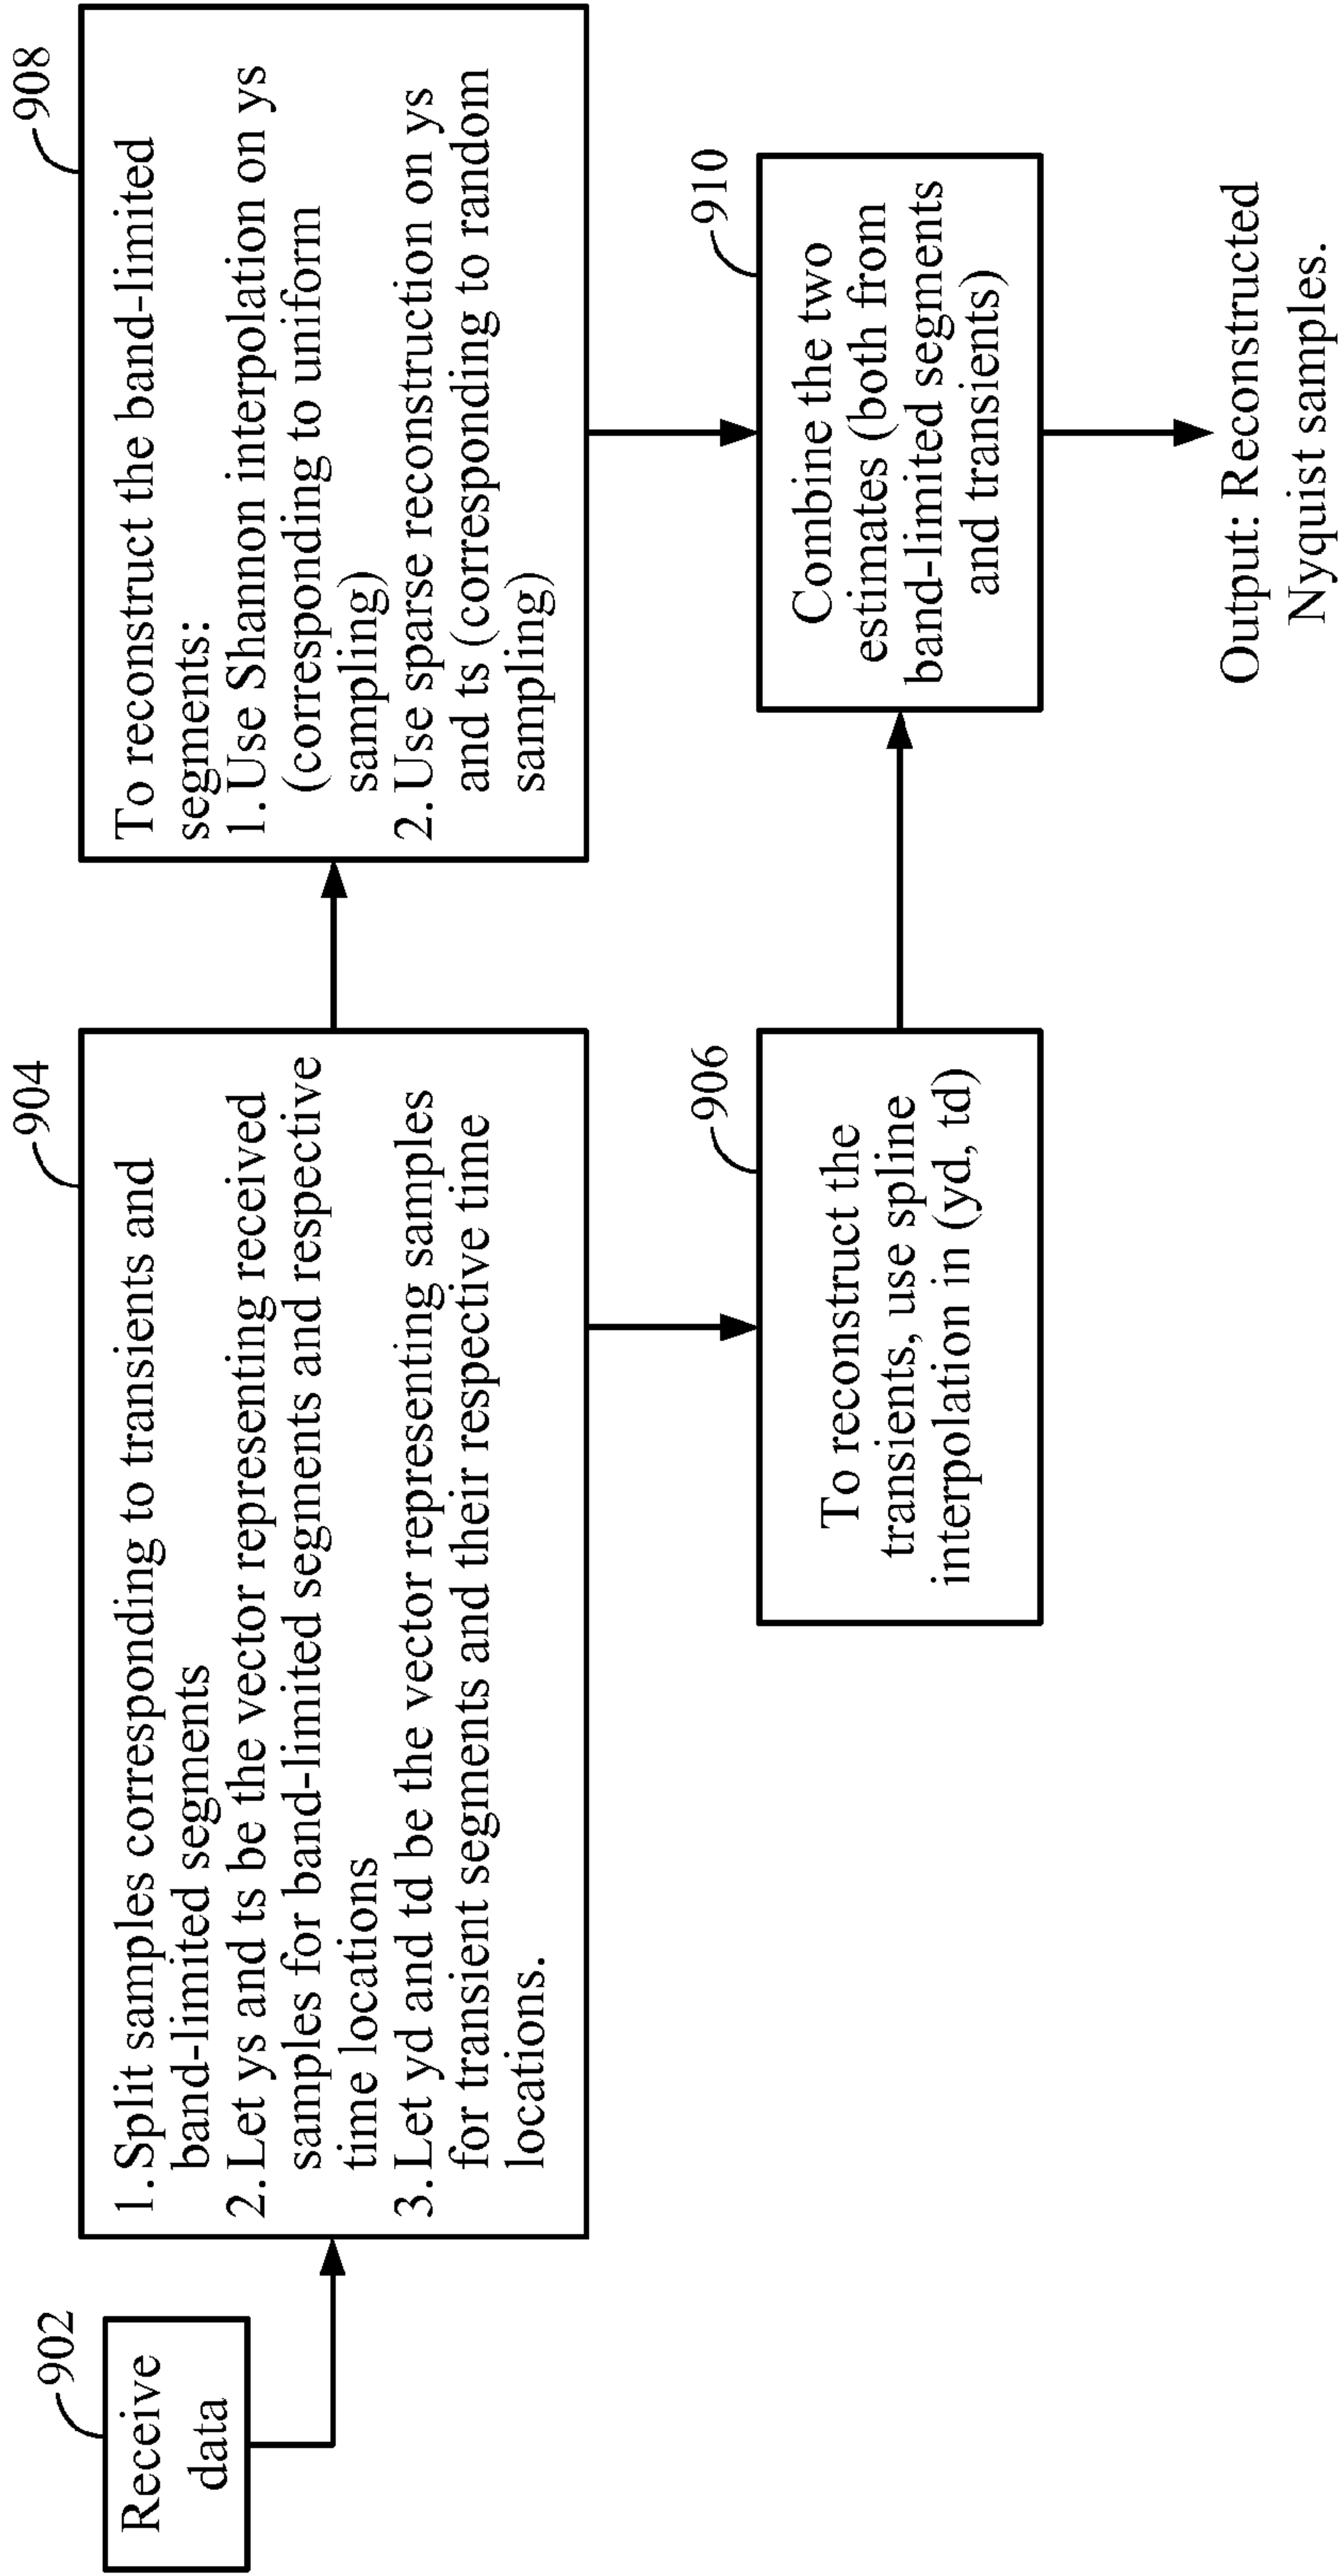 902
Receive
data
904
1. Split samples corresponding to transients and
band-limited segments
2. Let ys and ts be the vector representing received
samples for band-limited segments and respective
time locations
3. Let yd and td be the vector representing samples
for transient segments and their respective time
locations.
908
To reconstruct the band-limited
segments:
1. Use Shannon interpolation on ys
(corresponding to uniform
sampling)
2. Use sparse reconstruction on ys
and ts (corresponding to random
sampling)
906
To reconstruct the
transients, use spline
interpolation in (yd, td)
910
Combine the two
estimates (both from
band-limited segments
and transients)
Output: Reconstructed
Nyquist samples.